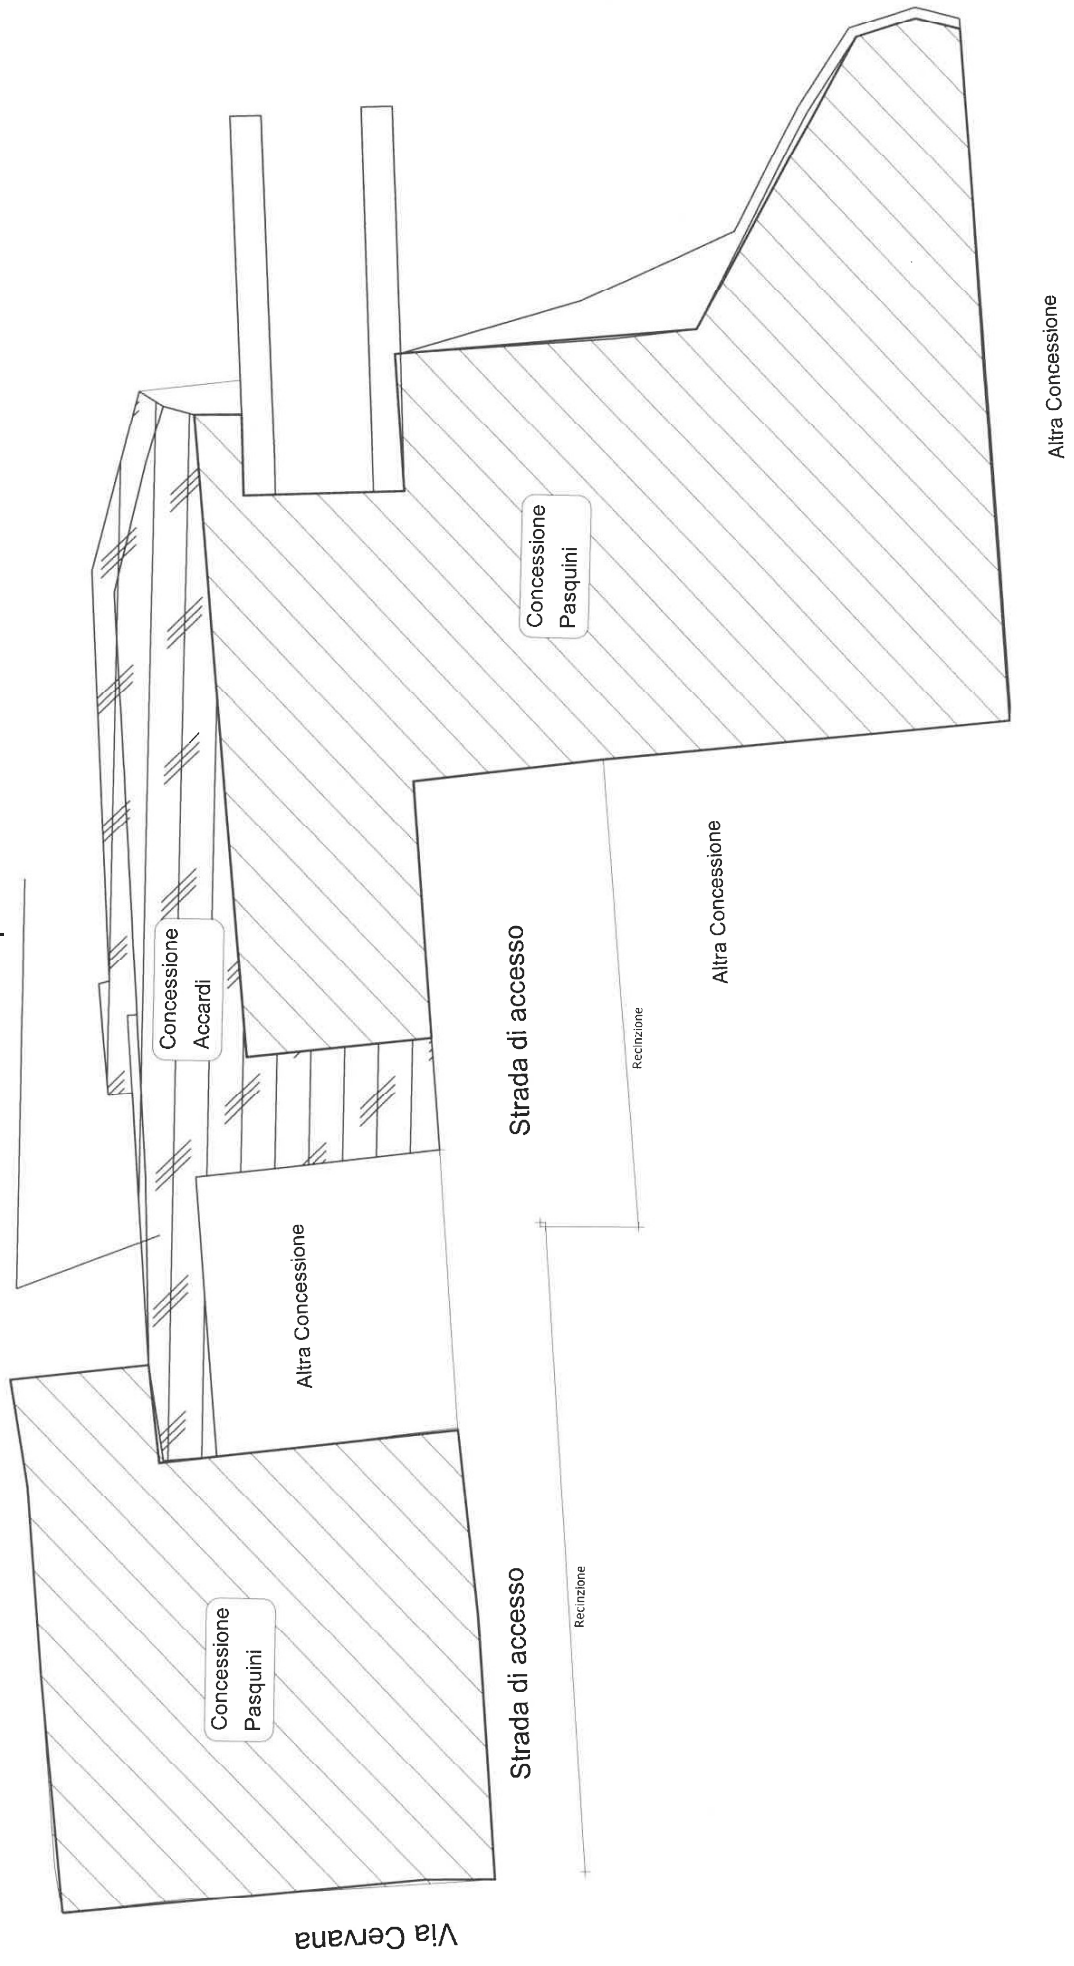 Via Cervana
Concessione
Pasquini
Strada di accesso
Recinzione
Altra Concessione
Concessione
Accardi
Strada di accesso
Recinzione
Altra Concessione
Concessione
Pasquini
Altra Concessione